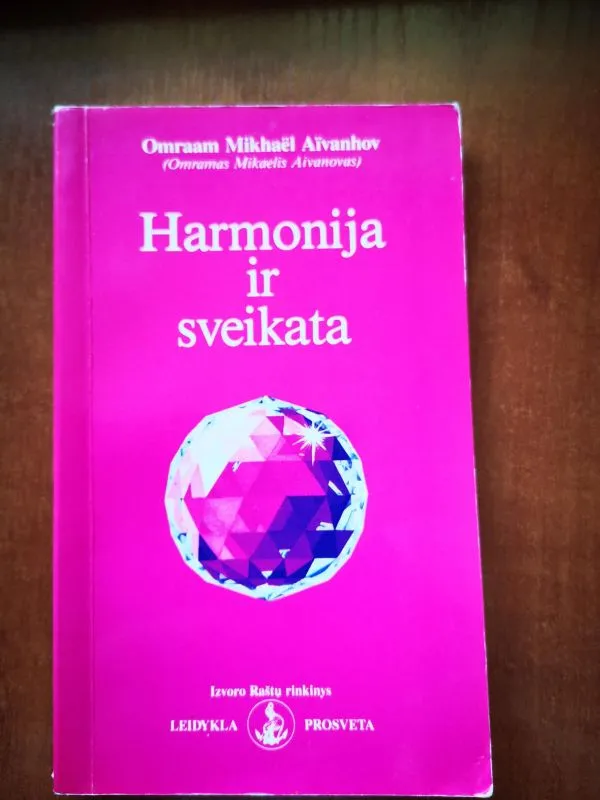 Omraam Mikhaël Aïvanhov
(Omramas Mikaelis Aivanovas)
Harmonija
ir
sveikata
Izvoro Raštų rinkinys
LEIDYKLA PROSVETA